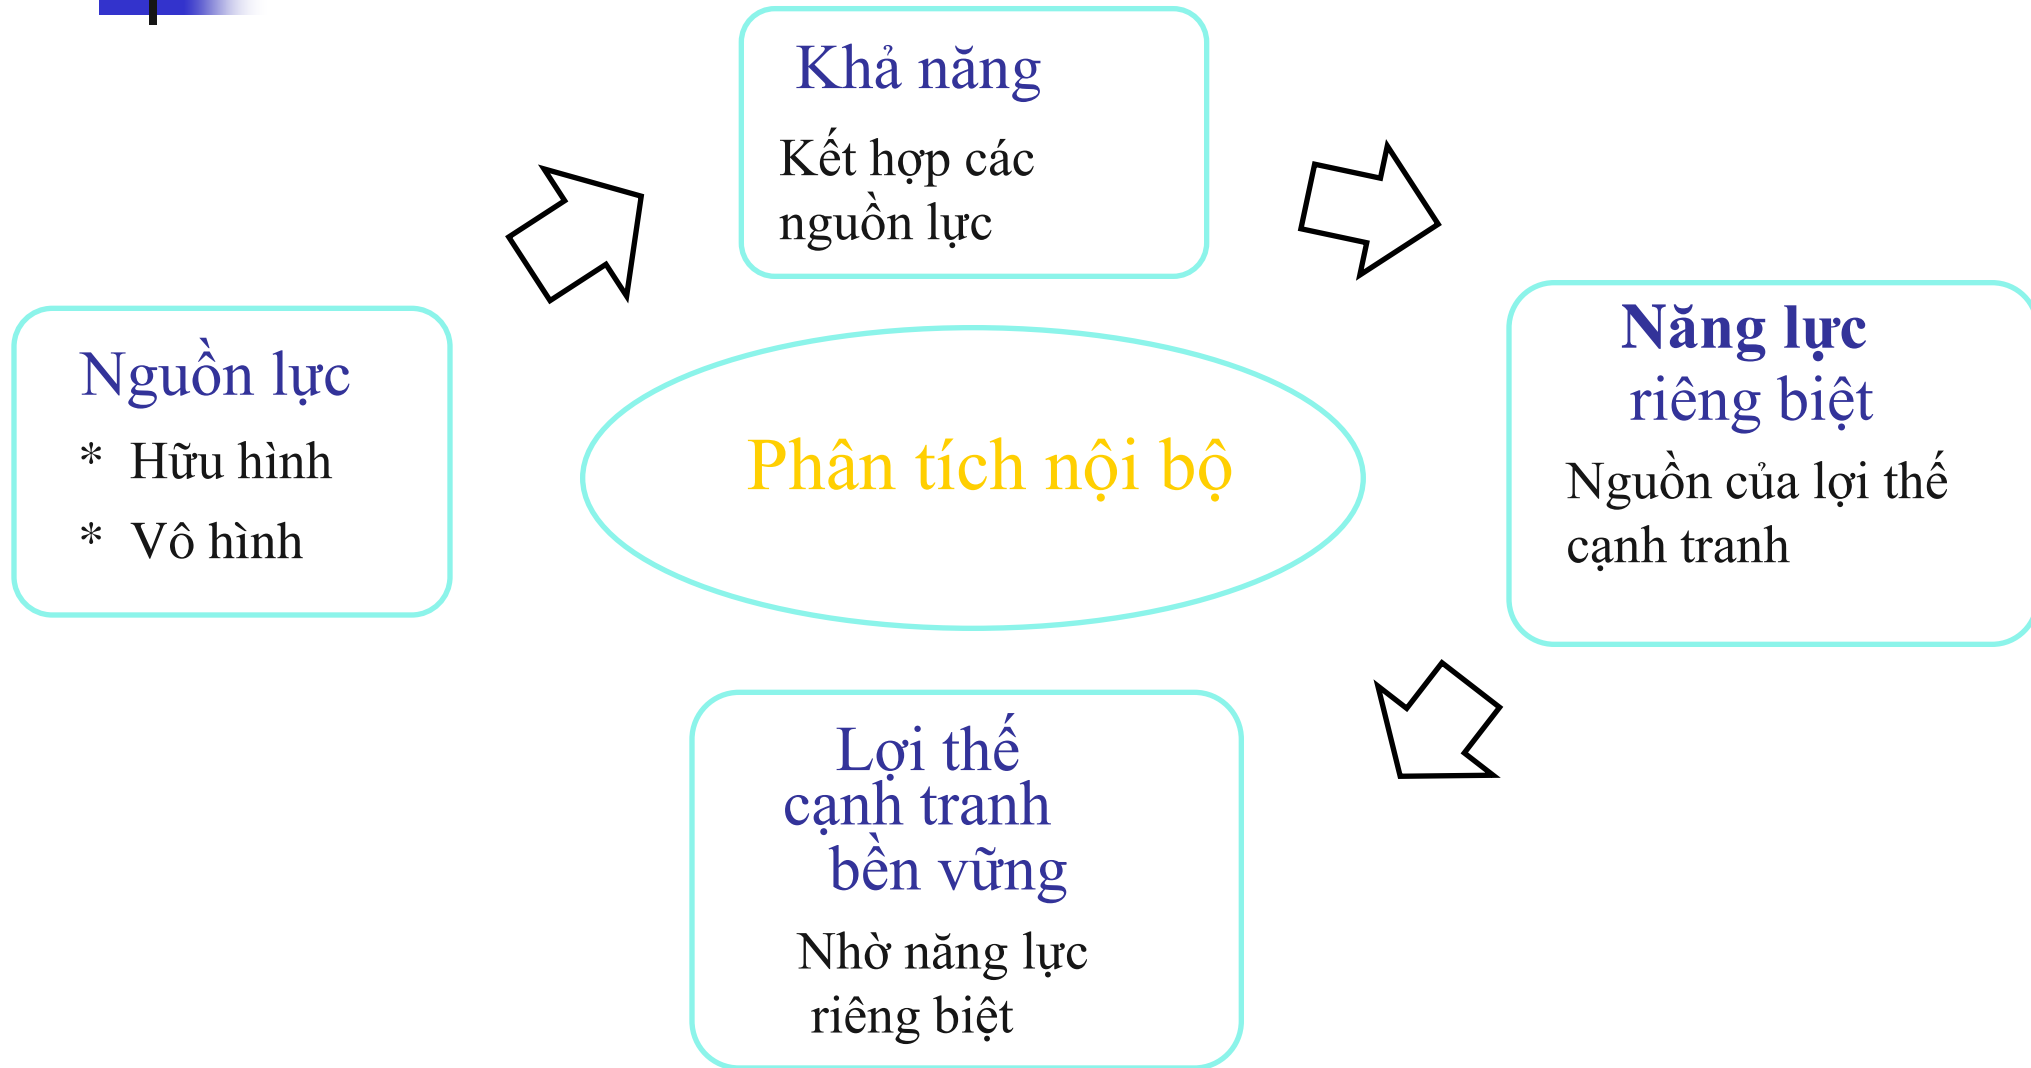 Khả năng
Kết hợp các
nguồn lực
Nguồn lực
* Hữu hình
* Vô hình
Phân tích nội bộ
Năng lực
riêng biệt
Nguồn của lợi thế
cạnh tranh
Lợi thế
cạnh tranh
bền vững
Nhờ năng lực
riêng biệt